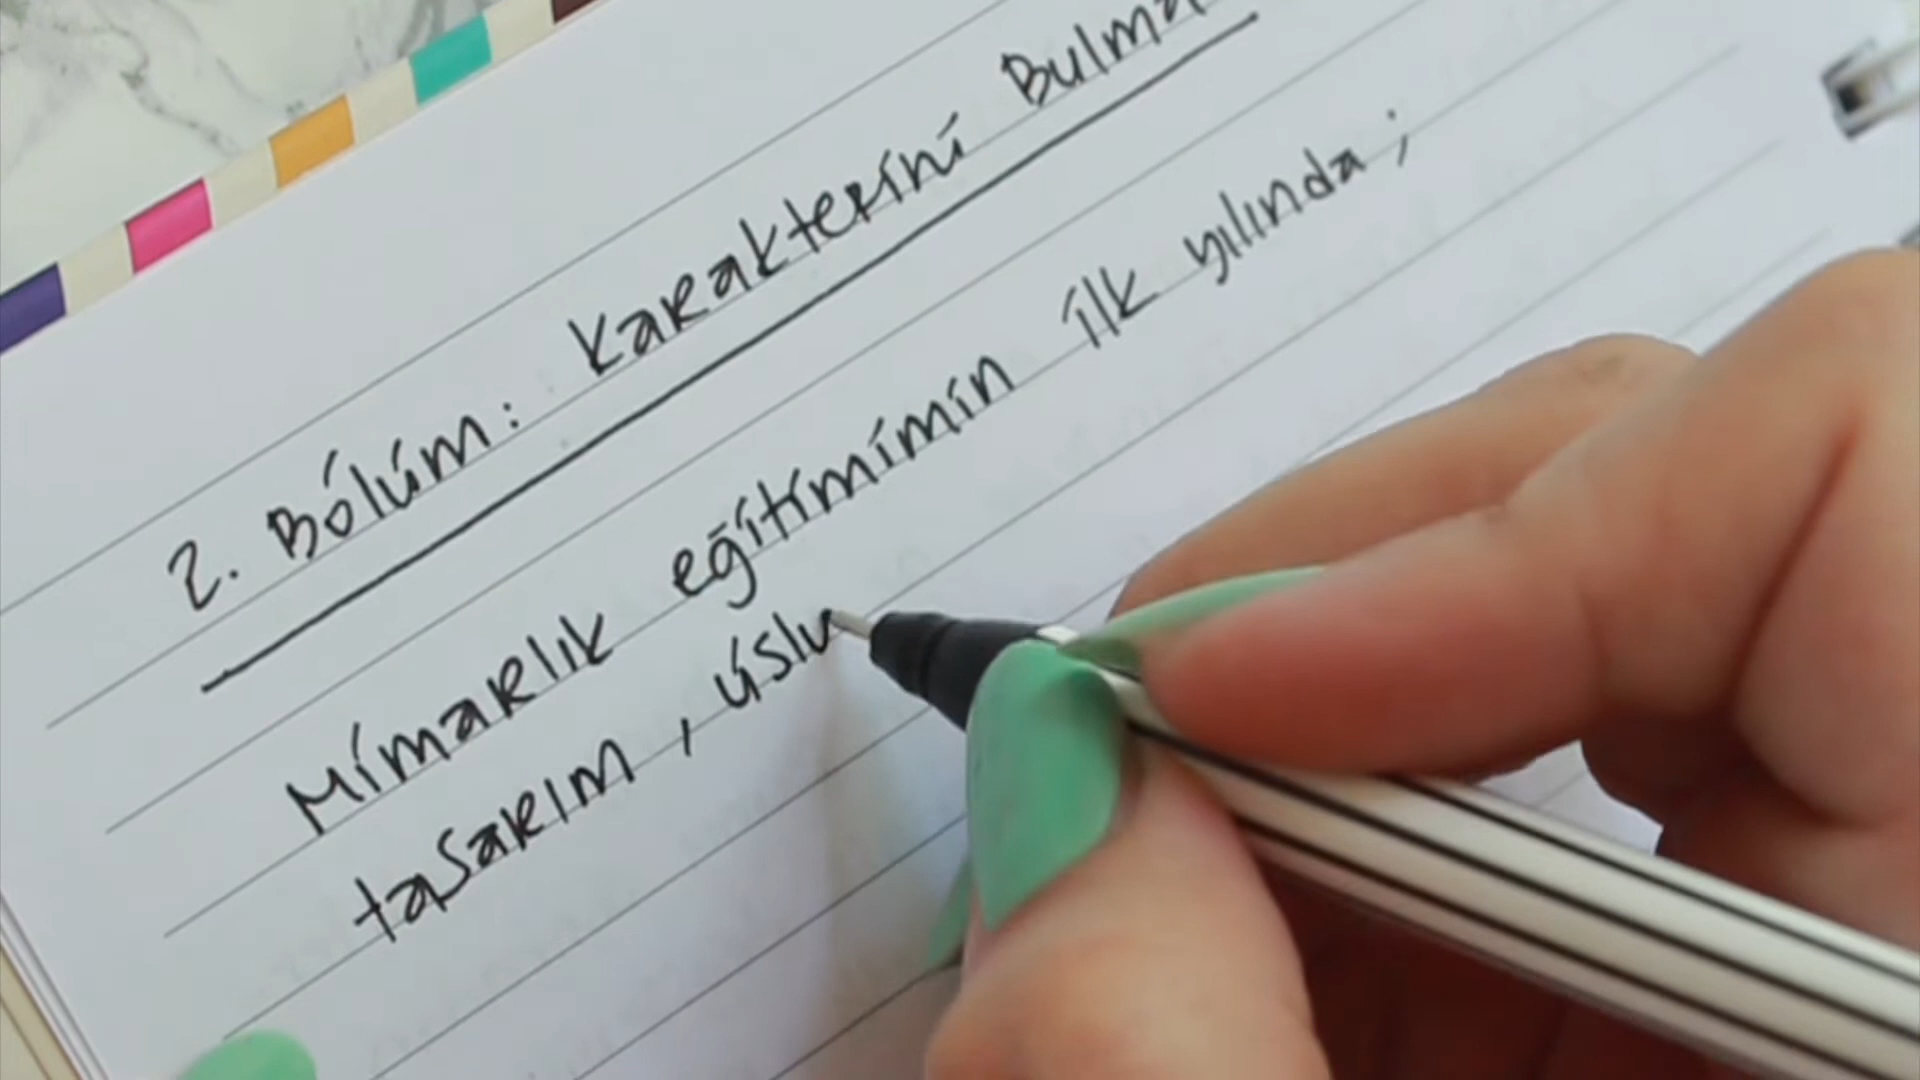 2. Bölüm: Karakterini Bulma
Mimarlık eğitimimin ilk yılında;
tasarım, üslu